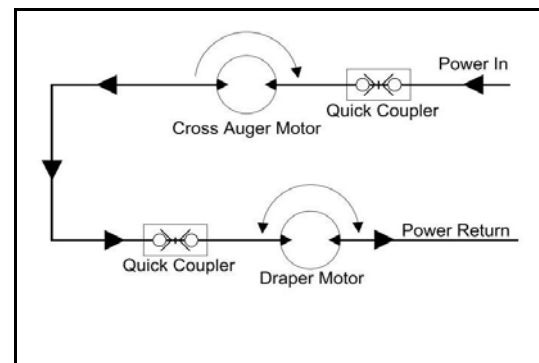 Power In
Quick Coupler
Cross Auger Motor
Power Return
Quick Coupler
Draper Motor